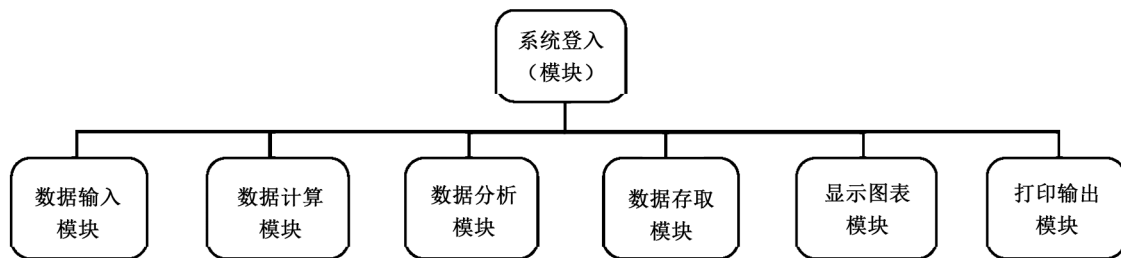 系统登入
（模块）
数据输入
模块
数据计算
模块
数据分析
模块
数据存取
模块
显示图表
模块
打印输出
模块